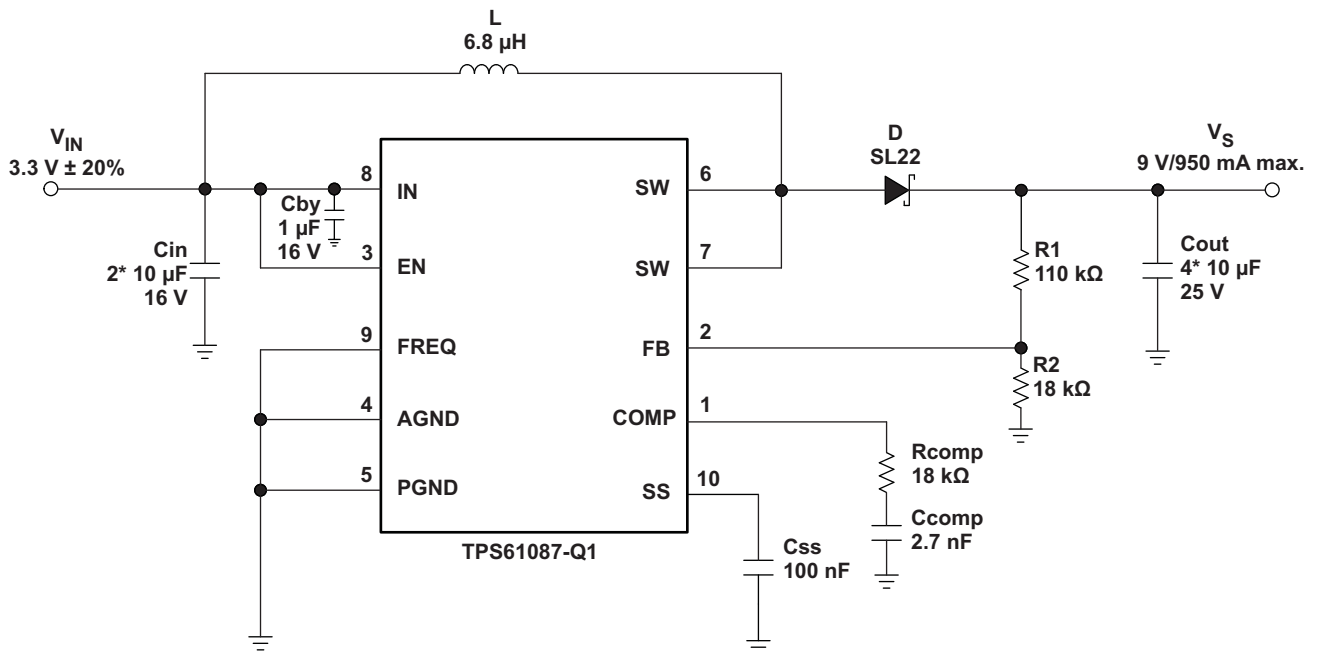 L
6.8 µH
VIN
3.3 V ± 20%
D
SL22
VS
9 V/950 mA max.
8
IN
SW
6
Cby
1 µF
16 V
Cin
2* 10 µF
16 V
3
EN
SW
7
R1
110 kΩ
Cout
4* 10 µF
25 V
9
FREQ
FB
2
R2
18 kΩ
4
AGND
COMP
1
Rcomp
18 kΩ
5
PGND
SS
10
Ccomp
2.7 nF
TPS61087-Q1
Css
100 nF